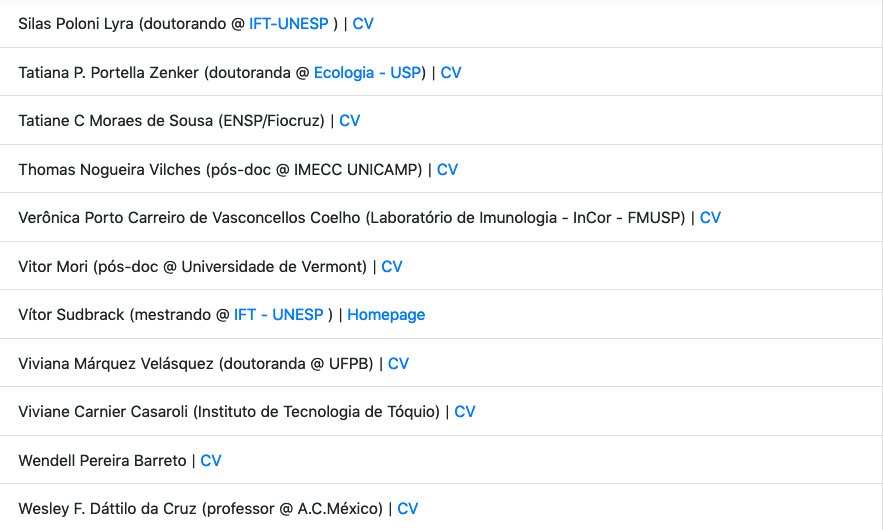 Silas Poloni Lyra (doutorando @ IFT-UNESP ) | CV
Tatiana P. Portella Zenker (doutoranda @ Ecologia - USP) | CV
Tatiane C Moraes de Sousa (ENSP/Fiocruz) | CV
Thomas Nogueira Vilches (pós-doc @ IMECC UNICAMP) | CV
Verônica Porto Carreiro de Vasconcellos Coelho (Laboratório de Imunologia - InCor - FMUSP) | CV
Vitor Mori (pós-doc @ Universidade de Vermont) | CV
Vítor Sudbrack (mestrando @ IFT - UNESP ) | Homepage
Viviana Márquez Velásquez (doutoranda @ UFPB) | CV
Viviane Carnier Casaroli (Instituto de Tecnologia de Tóquio) | CV
Wendell Pereira Barreto | CV
Wesley F. Dáttilo da Cruz (professor @ A.C.México) | CV